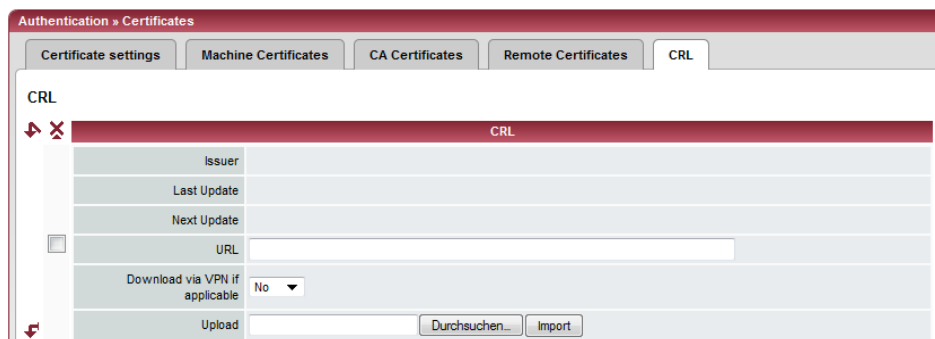 Authentication » Certificates
Certificate settings
Machine Certificates
CA Certificates
Remote Certificates
CRL
CRL
CRL
Issuer
Last Update
Next Update
URL
Download via VPN if
applicable
No
Upload
Durchsuchen...
Import